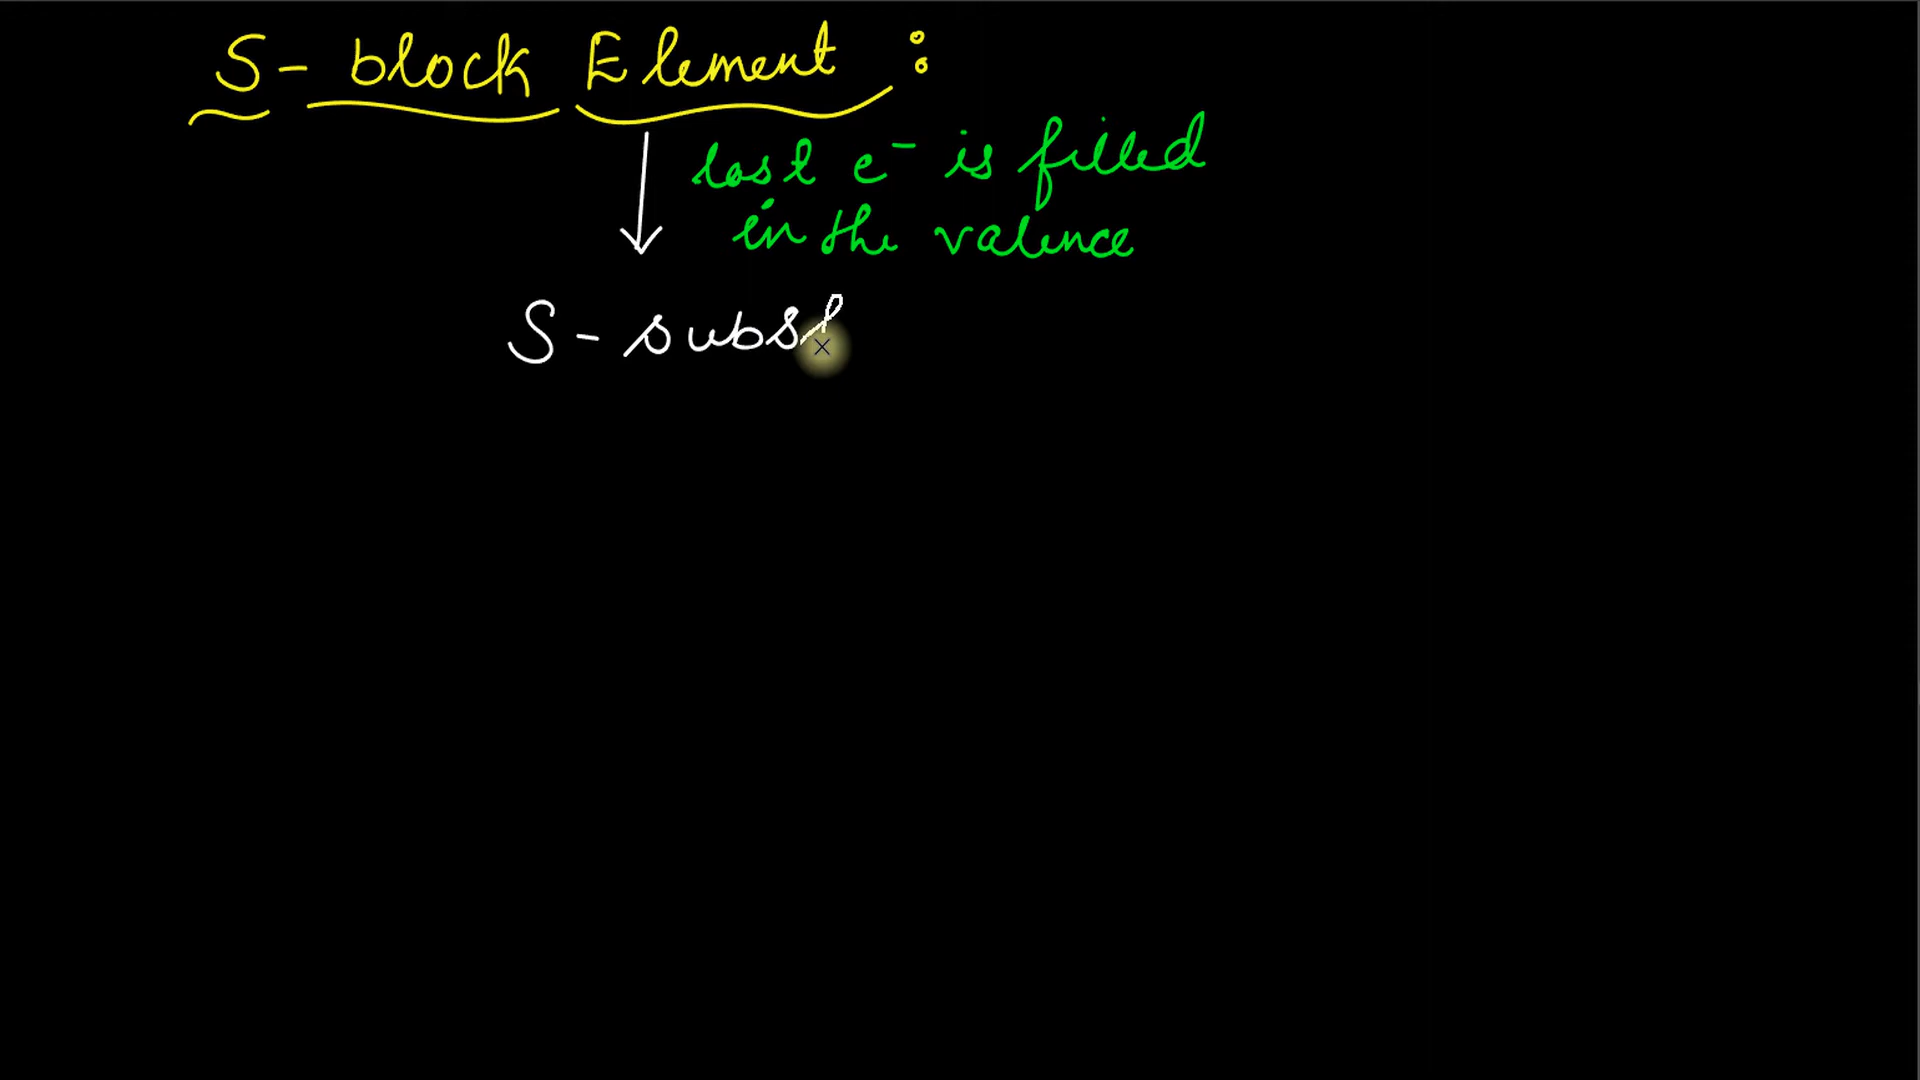 S- block Element :
last e⁻ is filled
in the valence
S- subs